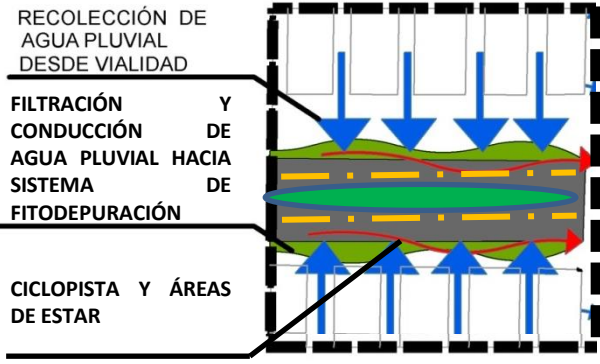 RECOLECCIÓN DE
AGUA PLUVIAL
DESDE VIALIDAD
FILTRACIÓN Y
CONDUCCIÓN DE
AGUA PLUVIAL HACIA
SISTEMA DE
FITODEPURACIÓN
CICLOPISTA Y ÁREAS
DE ESTAR